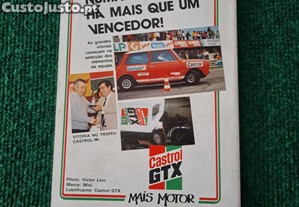 CustoJusto.pt
HÁ MAIS QUE UM
VENCEDOR!
As grandes
vitórias
começam na
selecção dos
elementos
da equipa.
VITÓRIA NO TROFÉU
CASTROL/M
Castrol
GTX
Piloto: Victor Lino
Marca: Mini
Lubrificante: Castrol GTX
MAIS MOTOR